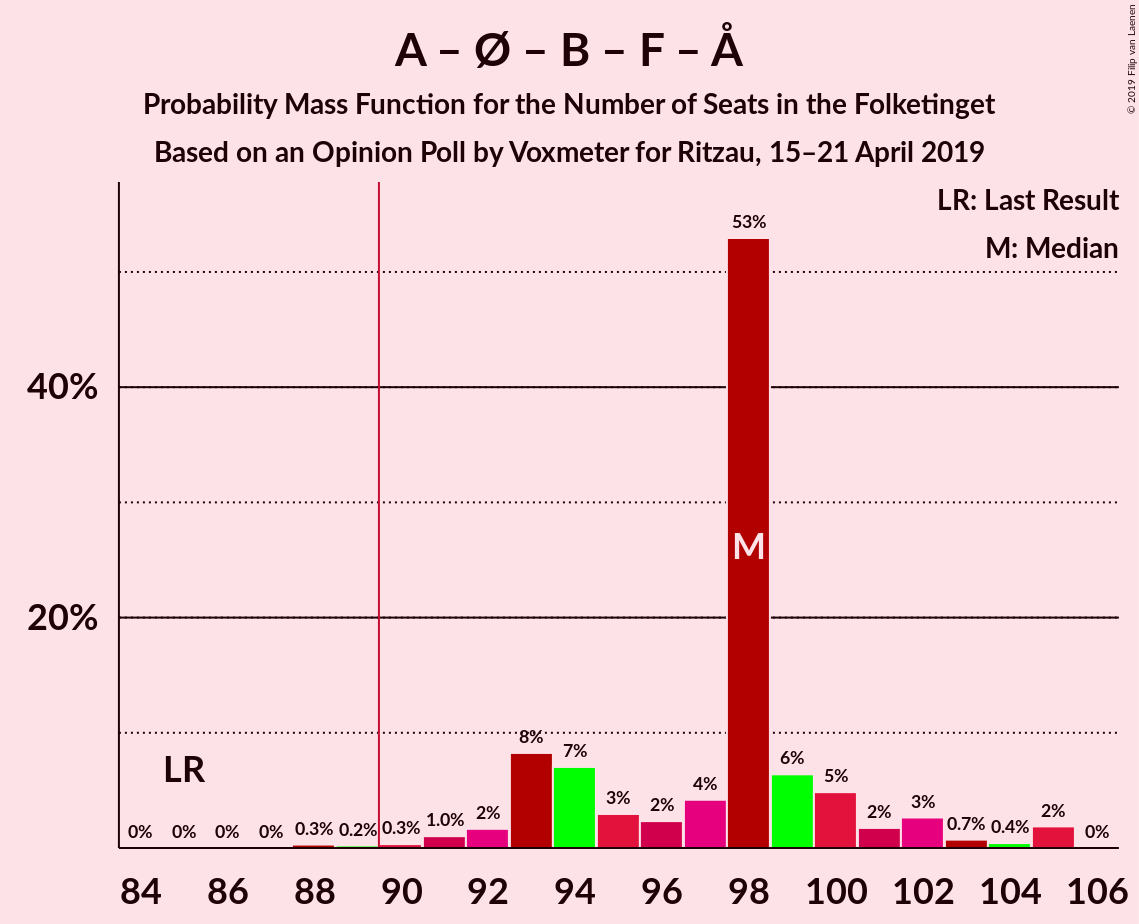 A – Ø – B – F – Å
Probability Mass Function for the Number of Seats in the Folketinget
Based on an Opinion Poll by Voxmeter for Ritzau, 15–21 April 2019
© 2019 Filip van Laenen
LR: Last Result
M: Median
53%
40%
M
20%
LR
8%
7%
6%
5%
4%
3%
2%
2%
3%
2%
2%
1.0%
0.7%
0.4%
0% 0% 0% 0% 0.3% 0.2% 0.3%
0%
84 86 88 90 92 94 96 98 100 102 104 106